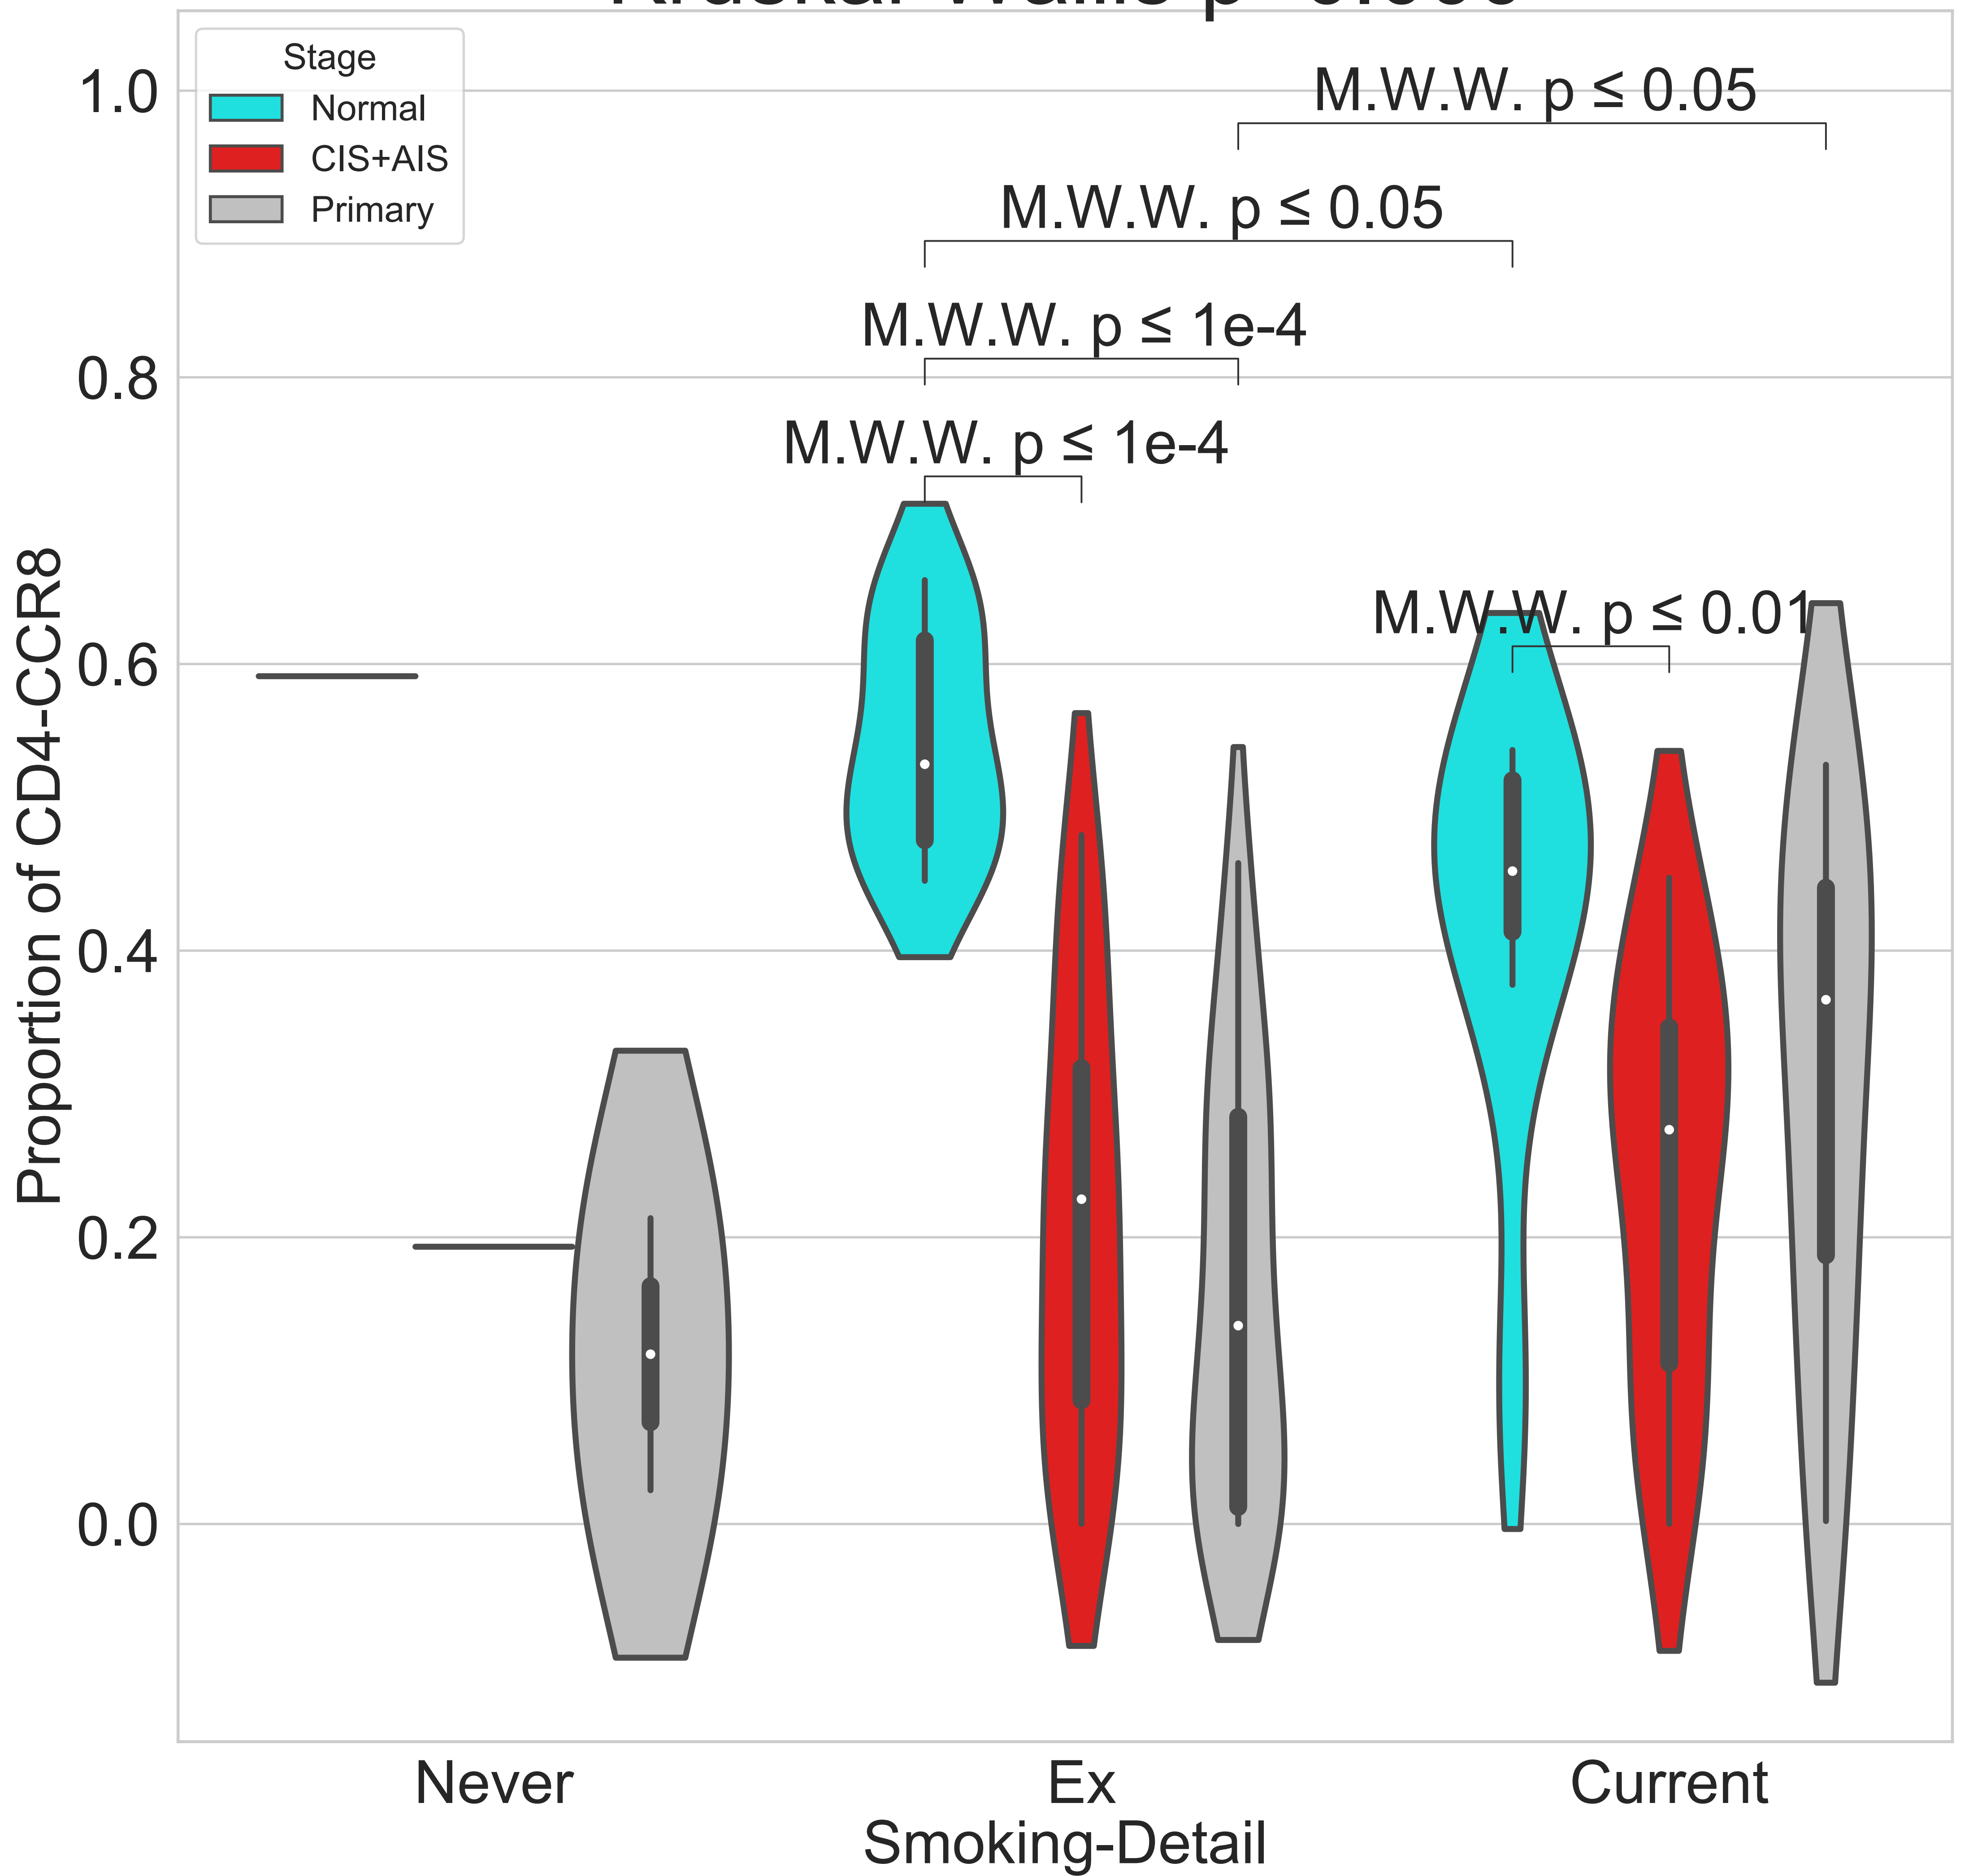 Stage
Normal
CIS+AIS
Primary
M.W.W. p ≤ 0.05
M.W.W. p ≤ 0.05
M.W.W. p ≤ 1e-4
M.W.W. p ≤ 1e-4
M.W.W. p ≤ 0.01
1.0
0.8
0.6
0.4
0.2
0.0
Proportion of CD4-CCR8
Never
Ex
Current
Smoking-Detail